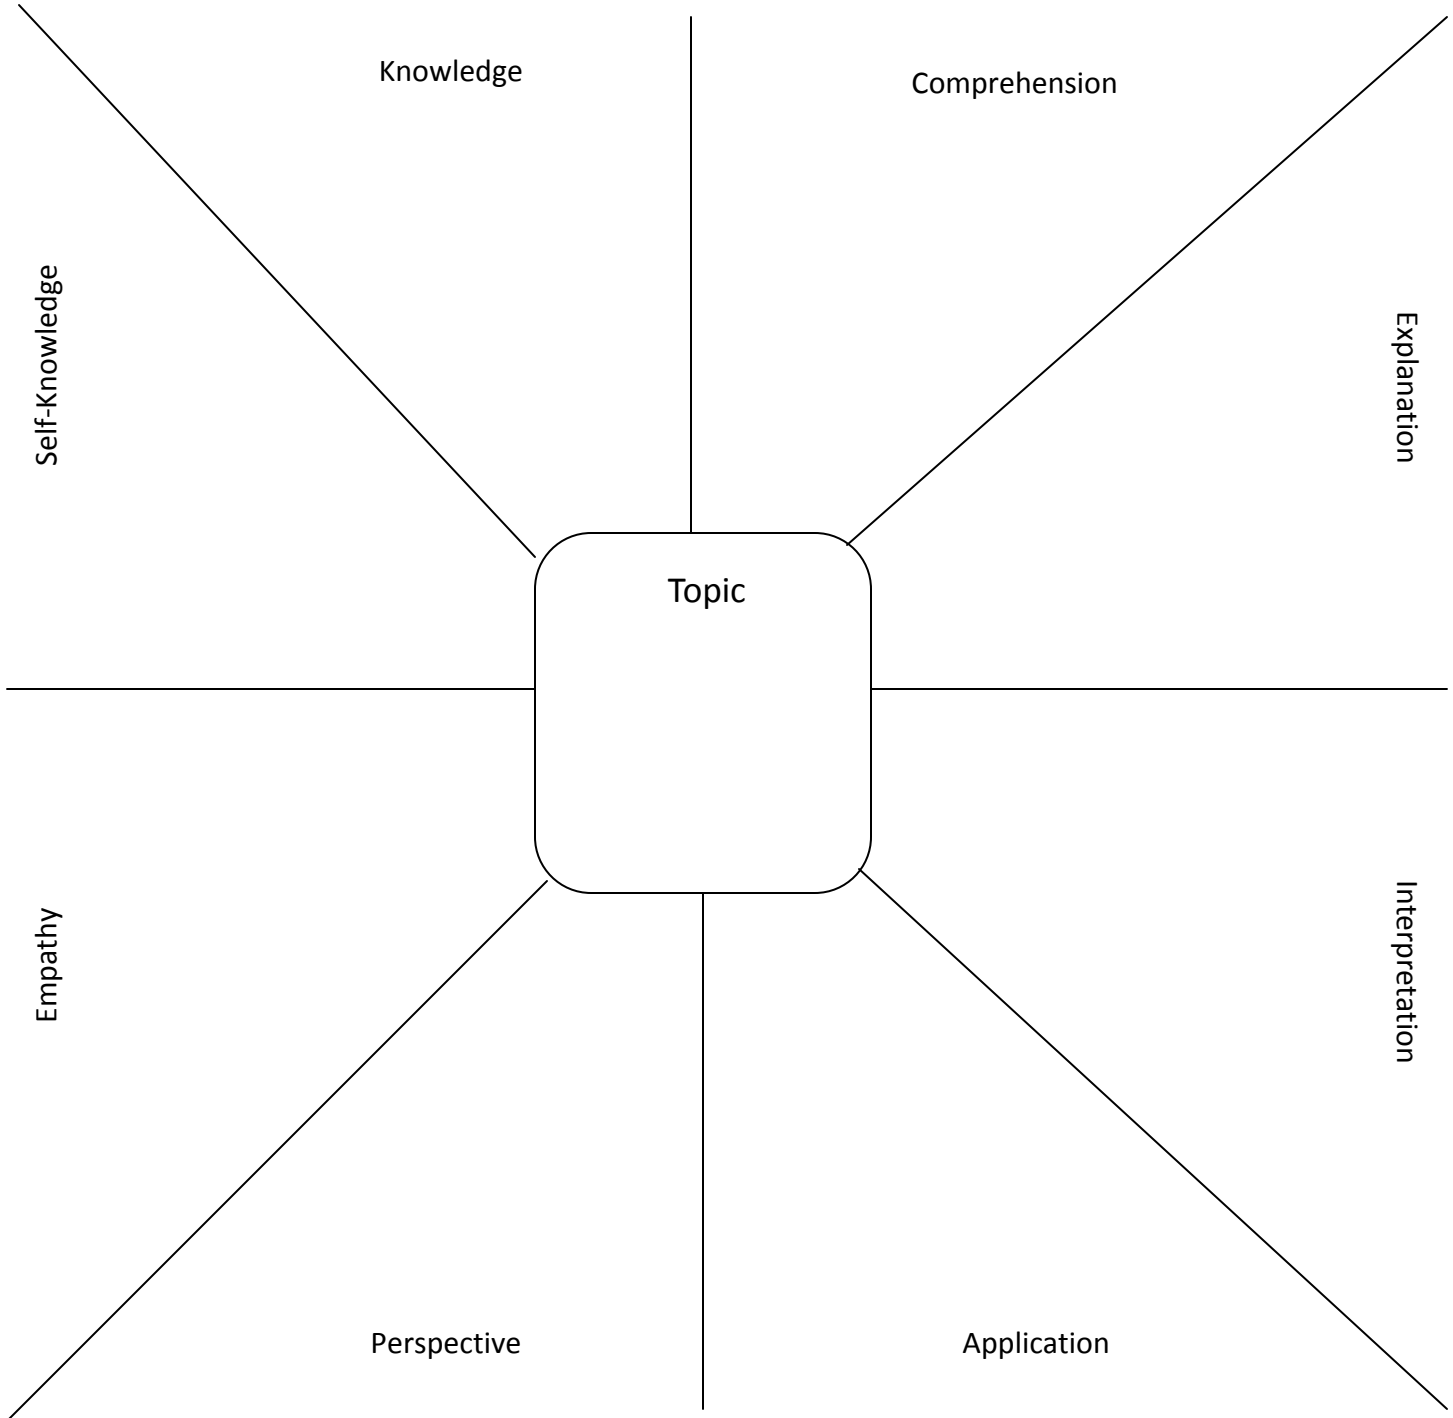 Knowledge
Comprehension
Self-Knowledge
Explanation
Topic
Empathy
Interpretation
Perspective
Application